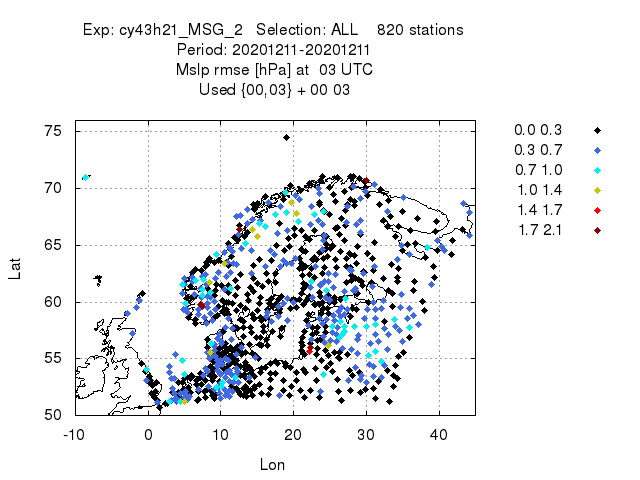 Exp: cy43h21_MSG_2 Selection: ALL 820 stations
Period: 20201211-20201211
Mslp rmse [hPa] at 03 UTC
Used {00,03} + 00 03
0.0 0.3
0.3 0.7
0.7 1.0
1.0 1.4
1.4 1.7
1.7 2.1
75
70
65
60
55
50
Lat
-10 0 10 20 30 40
Lon